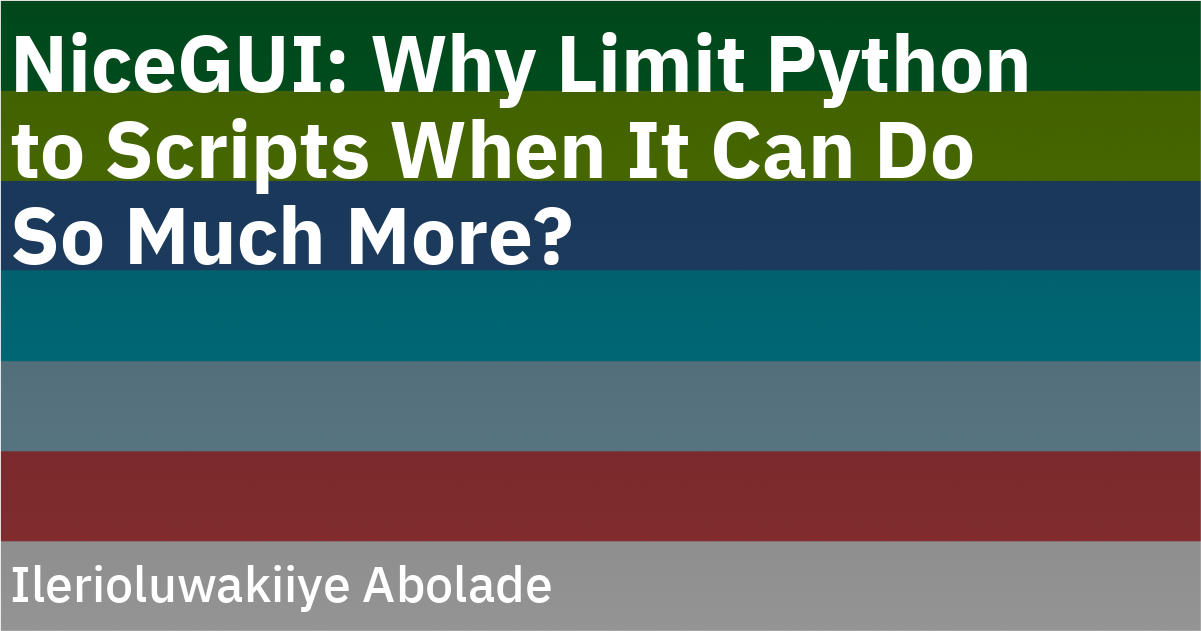 NiceGUI: Why Limit Python
to Scripts When It Can Do
So Much More?
Ilerioluwakiiye Abolade